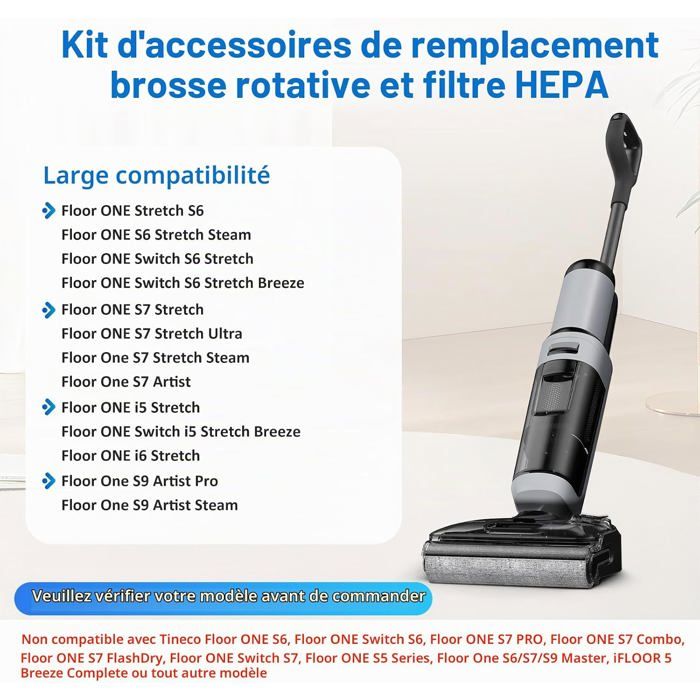 Kit d'accessoires de remplacement
brosse rotative et filtre HEPA
Large compatibilité
Floor ONE Stretch S6
Floor ONE S6 Stretch Steam
Floor ONE Switch S6 Stretch
Floor ONE Switch S6 Stretch Breeze
Floor ONE S7 Stretch
Floor ONE S7 Stretch Ultra
Floor One S7 Stretch Steam
Floor One S7 Artist
Floor ONE i5 Stretch
Floor ONE Switch i5 Stretch Breeze
Floor ONE i6 Stretch
Floor One S9 Artist Pro
Floor One S9 Artist Steam
Veuillez vérifier votre modèle avant de commander
Non compatible avec Tineco Floor ONE S6, Floor ONE Switch S6, Floor ONE S7 PRO, Floor ONE S7 Combo,
Floor ONE S7 FlashDry, Floor ONE Switch S7, Floor ONE S5 Series, Floor One S6/S7/S9 Master, iFLOOR 5
Breeze Complete ou tout autre modèle